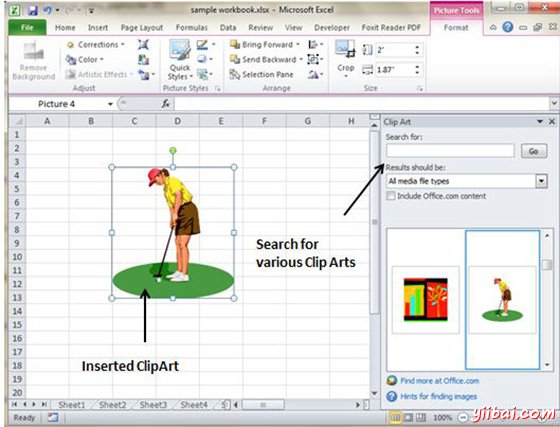 sample workbook.xlsx - Microsoft Excel
Picture Tools
File
Home
Insert
Page Layout
Formulas
Data
Review
View
Foxit Reader PDF
Format
Remove
Background
Corrections
Color
Artistic Effects
Adjust
Quick
Styles
Picture Styles
Bring Forward
Send Backward
Selection Pane
Arrange
Crop
2"
1.87"
Size
Picture 4
fx
A B C D E F G H
1
2
3
4
5
6
7
8
9
10
11
12
13
14
15
16
17
18
19
20
Clip Art
Search for:
Go
Results should be:
All media file types
Include Office.com content
Search for
various Clip Arts
Inserted ClipArt
Find more at Office.com
Hints for finding images
Sheet1 Sheet2 Sheet3 Sheet4
Ready
100%
yiibai.com